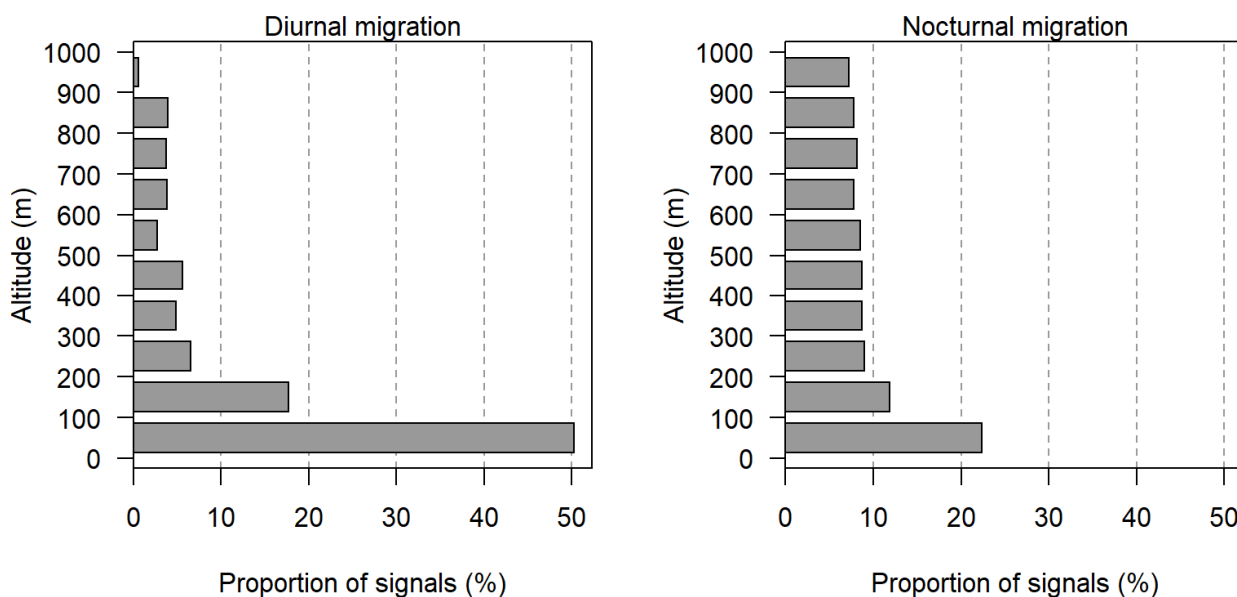 Diurnal migration
1000
900
800
700
600
500
400
300
200
100
0
Altitude (m)
0 10 20 30 40 50
Proportion of signals (%)
Nocturnal migration
1000
900
800
700
600
500
400
300
200
100
0
Altitude (m)
0 10 20 30 40 50
Proportion of signals (%)